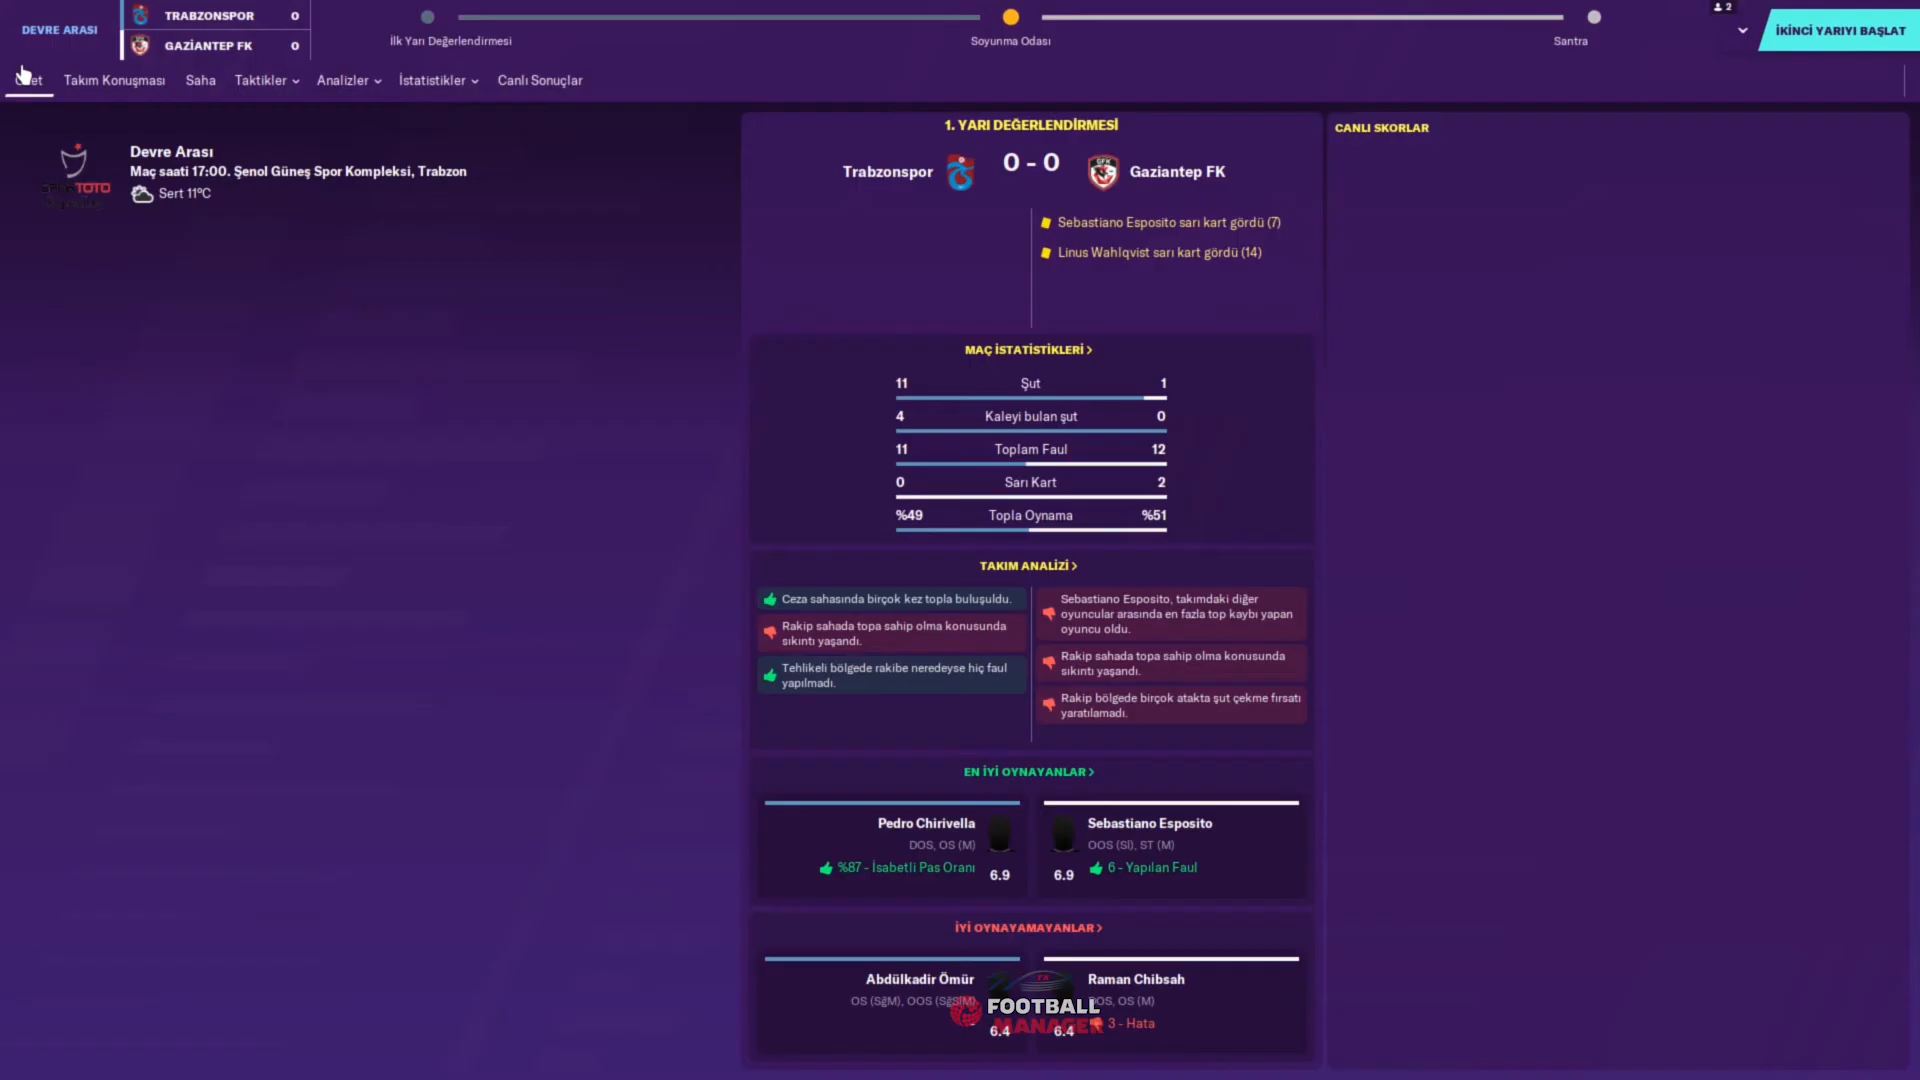 DEVRE ARASI
TRABZONSPOR 0
GAZİANTEP FK 0
İlk Yarı Değerlendirmesi
Soyunma Odası
Santra
2
İKİNCİ YARIYI BAŞLAT
Takım Konuşması
Saha
Taktikler
Analizler
İstatistikler
Canlı Sonuçlar
Devre Arası
Maç saati 17:00. Şenol Güneş Spor Kompleksi, Trabzon
Sert 11°C
TOTO
1. YARI DEĞERLENDİRMESİ
Trabzonspor 0 - 0 Gaziantep FK
Sebastiano Esposito sarı kart gördü (7)
Linus Wahlqvist sarı kart gördü (14)
MAÇ İSTATİSTİKLERİ >
11 Şut 1
4 Kaleyi bulan şut 0
11 Toplam Faul 12
0 Sarı Kart 2
%49 Topla Oynama %51
TAKIM ANALİZİ >
Ceza sahasında birçok kez topla buluşuldu.
Rakip sahada topa sahip olma konusunda
sıkıntı yaşandı.
Tehlikeli bölgede rakibe neredeyse hiç faul
yapılmadı.
Sebastiano Esposito, takımdaki diğer
oyuncular arasında en fazla top kaybı yapan
oyuncu oldu.
Rakip sahada topa sahip olma konusunda
sıkıntı yaşandı.
Rakip bölgede birçok atakta şut çekme fırsatı
yaratılamadı.
EN İYİ OYNAYANLAR >
Pedro Chirivella
DOS, OS (M)
%87 - İsabetli Pas Oranı
6.9
Sebastiano Esposito
OOS (Sl), ST (M)
6 - Yapılan Faul
6.9
İYİ OYNAYAMAYANLAR >
Abdülkadir Ömür
OS (SğM), OOS (SğSlM)
6.4
Raman Chibsah
DOS, OS (M)
3 - Hata
6.4
FOOTBALL
MANAGER
CANLI SKORLAR